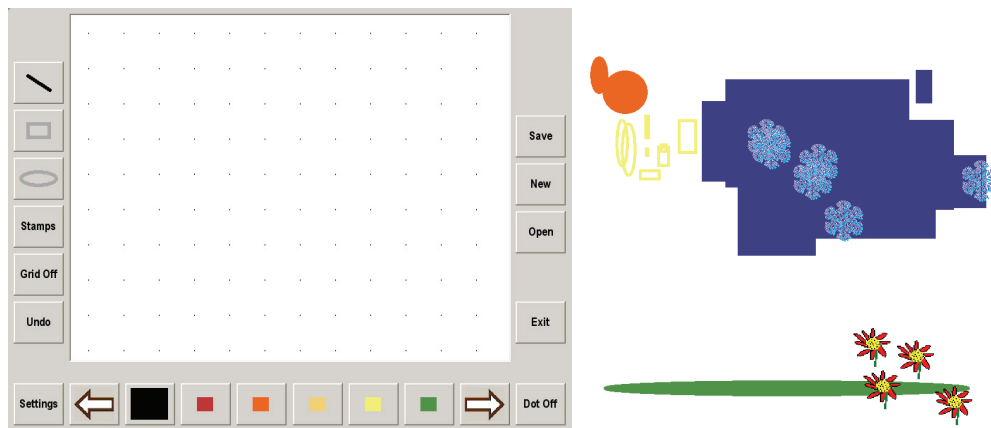 Save
New
Stamps
Open
Grid Off
Undo
Exit
Settings
Dot Off